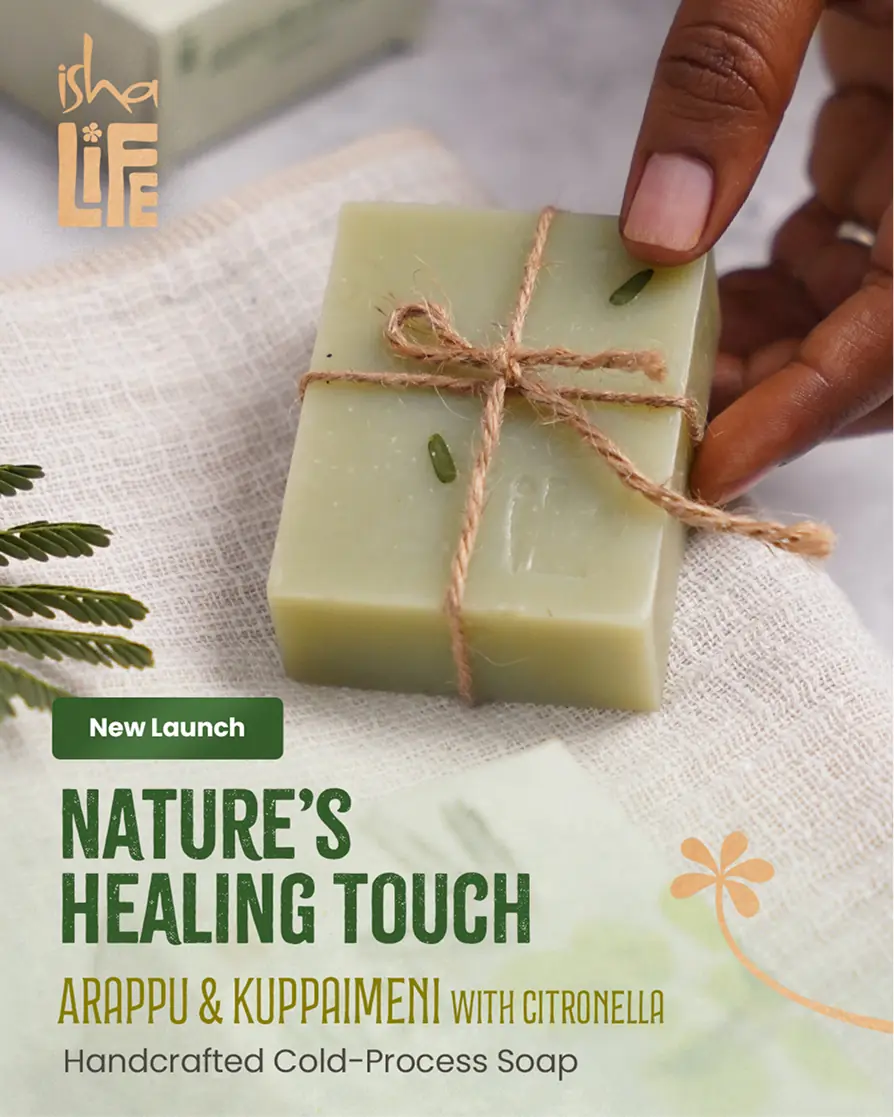 isha
LIFE
New Launch
NATURE'S
HEALING TOUCH
ARAPPU & KUPPAIMENI WITH CITRONELLA
Handcrafted Cold-Process Soap